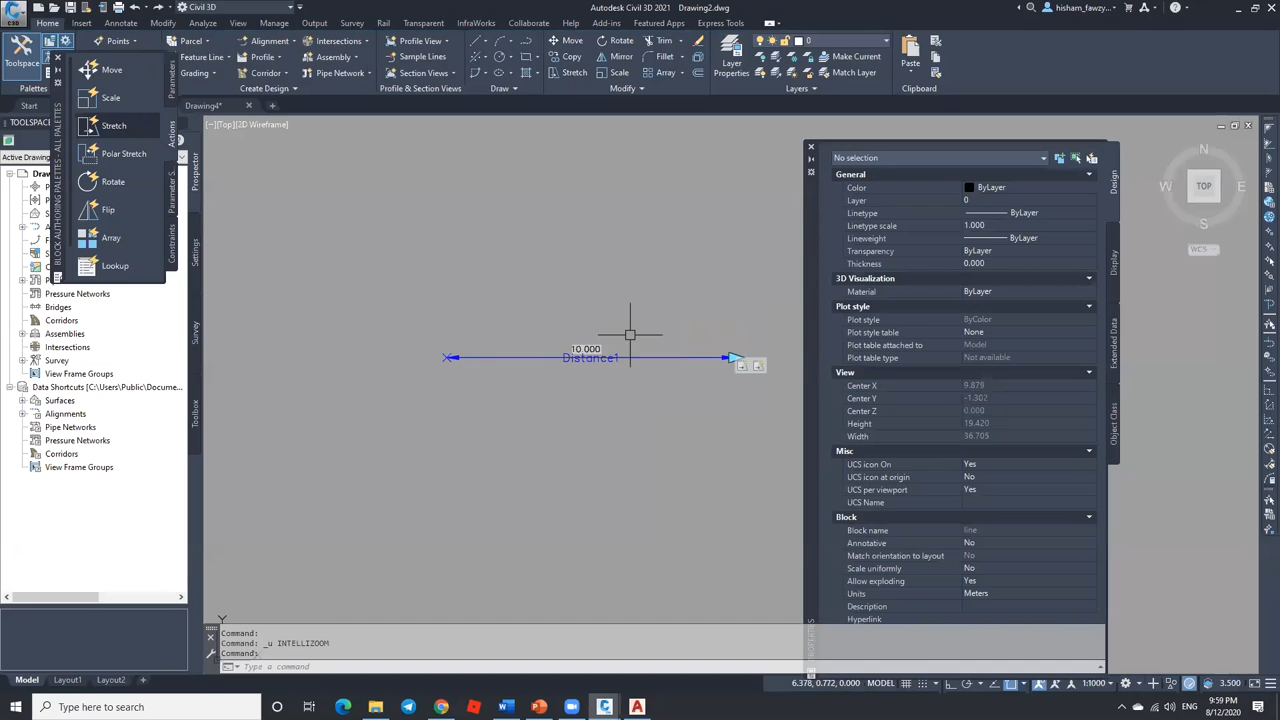 Civil 3D
Autodesk Civil 3D 2021 Drawing2.dwg
hisham_fawzy...
Home Insert Annotate Modify Analyze View Manage Output Survey Rail Transparent InfraWorks Collaborate Help Add-ins Featured Apps Express Tools
Toolspace
Palettes
Points
Parcel
Feature Line
Grading
Alignment
Profile
Corridor
Intersections
Assembly
Pipe Network
Create Design
Profile View
Sample Lines
Section Views
Profile & Section Views
Draw
Move
Copy
Stretch
Rotate
Mirror
Scale
Trim
Fillet
Array
Modify
Layer
Properties
0
Make Current
Match Layer
Layers
Paste
Clipboard
Start
Drawing4*
TOOLSPACE
Active Drawing
Move
Scale
Stretch
Polar Stretch
Rotate
Flip
Array
Lookup
BLOCK AUTHORING PALETTES - ALL PALETTES
Parameters
Actions
Parameter S...
Constraints
Prospector
Settings
Survey
Toolbox
Pressure Networks
Bridges
Corridors
Assemblies
Intersections
Survey
View Frame Groups
Data Shortcuts [C:\Users\Public\Docume...
Surfaces
Alignments
Pipe Networks
Pressure Networks
Corridors
View Frame Groups
[−][Top][2D Wireframe]
10.000
Distance1
Y
No selection
General
Color ByLayer
Layer 0
Linetype ByLayer
Linetype scale 1.000
Lineweight ByLayer
Transparency ByLayer
Thickness 0.000
3D Visualization
Material ByLayer
Plot style
Plot style ByColor
Plot style table None
Plot table attached to Model
Plot table type Not available
View
Center X 9.879
Center Y -1.302
Center Z 0.000
Height 19.420
Width 36.705
Misc
UCS icon On Yes
UCS icon at origin No
UCS per viewport Yes
UCS Name
Block
Block name line
Annotative No
Match orientation to layout No
Scale uniformly No
Allow exploding Yes
Units Meters
Description
Hyperlink
PROPERTIES
Design
Display
Extended Data
Object Class
N
W TOP E
S
WCS
Command:
Command: _u INTELLIZOOM
Command:
Type a command
Model Layout1 Layout2 +
6.378, 0.772, 0.000 MODEL
1:1000
3.500
Type here to search
9:59 PM
8/12/2020